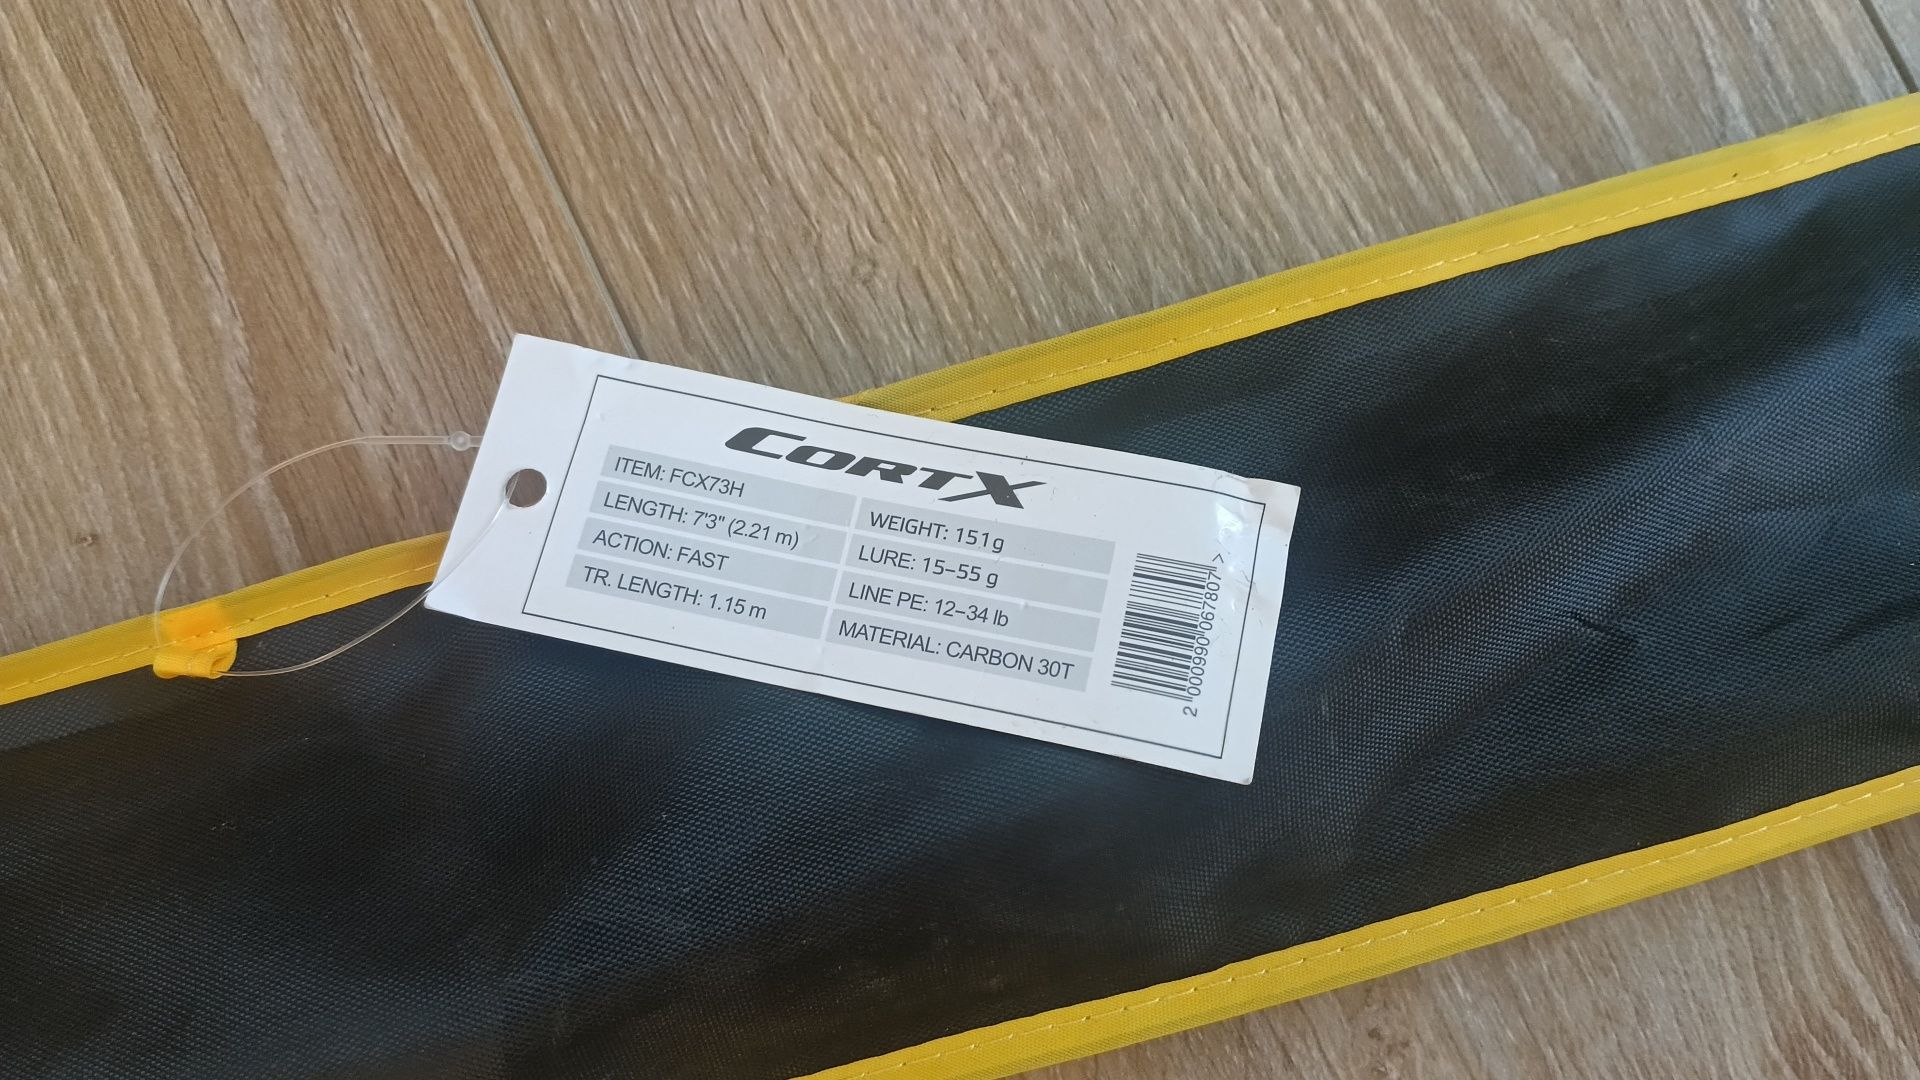 CORTX
ITEM: FCX73H
LENGTH: 7'3" (2.21 m)
ACTION: FAST
TR. LENGTH: 1.15 m
WEIGHT: 151g
LURE: 15–55 g
LINE PE: 12–34 lb
MATERIAL: CARBON 30T
2 000990 067807 >